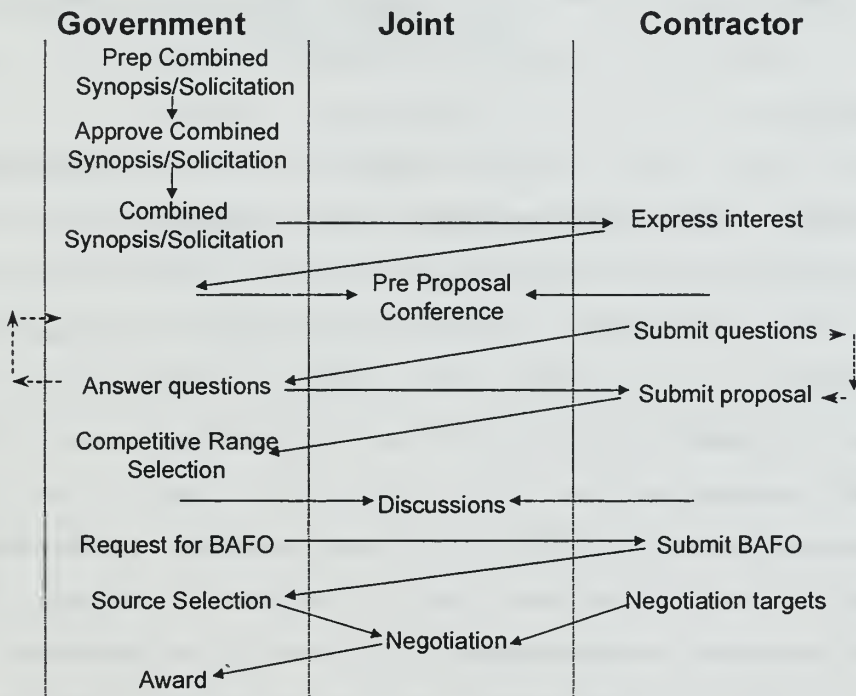 Government Joint Contractor
Prep Combined
Synopsis/Solicitation
Approve Combined
Synopsis/Solicitation
Combined
Synopsis/Solicitation
Express interest
Pre Proposal
Conference
Submit questions
Answer questions
Submit proposal
Competitive Range
Selection
Discussions
Request for BAFO
Submit BAFO
Source Selection
Negotiation targets
Negotiation
Award